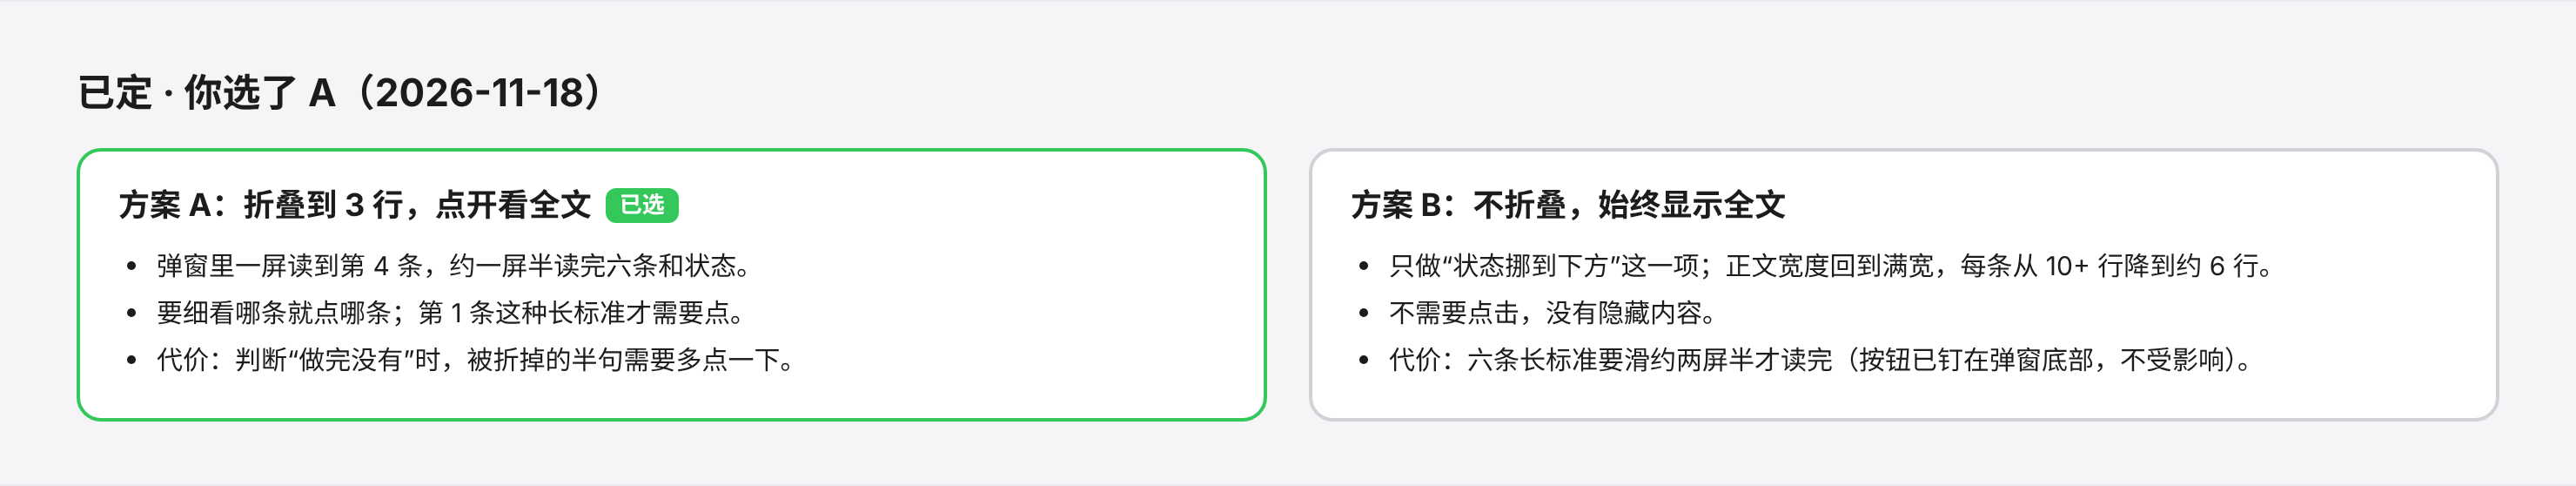 已定 · 你选了 A（2026-11-18）
方案 A：折叠到 3 行，点开看全文 已选
• 弹窗里一屏读到第 4 条，约一屏半读完六条和状态。
• 要细看哪条就点哪条；第 1 条这种长标准才需要点。
• 代价：判断“做完没有”时，被折掉的半句需要多点一下。
方案 B：不折叠，始终显示全文
• 只做“状态挪到下方”这一项；正文宽度回到满宽，每条从 10+ 行降到约 6 行。
• 不需要点击，没有隐藏内容。
• 代价：六条长标准要滑约两屏半才读完（按钮已钉在弹窗底部，不受影响）。